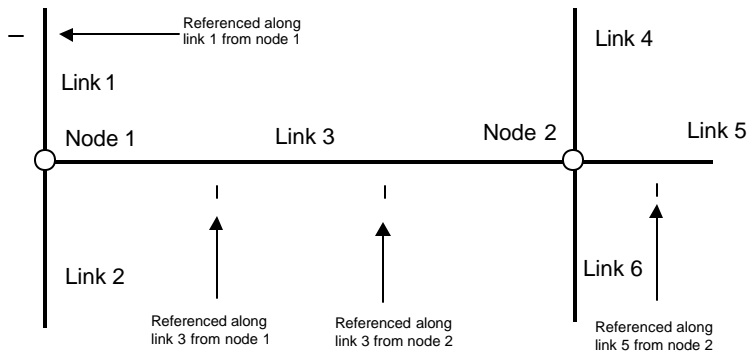 Referenced along
link 1 from node 1
Link 4
Link 1
Node 1
Link 3
Node 2
Link 5
Link 2
Link 6
Referenced along
link 3 from node 1
Referenced along
link 3 from node 2
Referenced along
link 5 from node 2